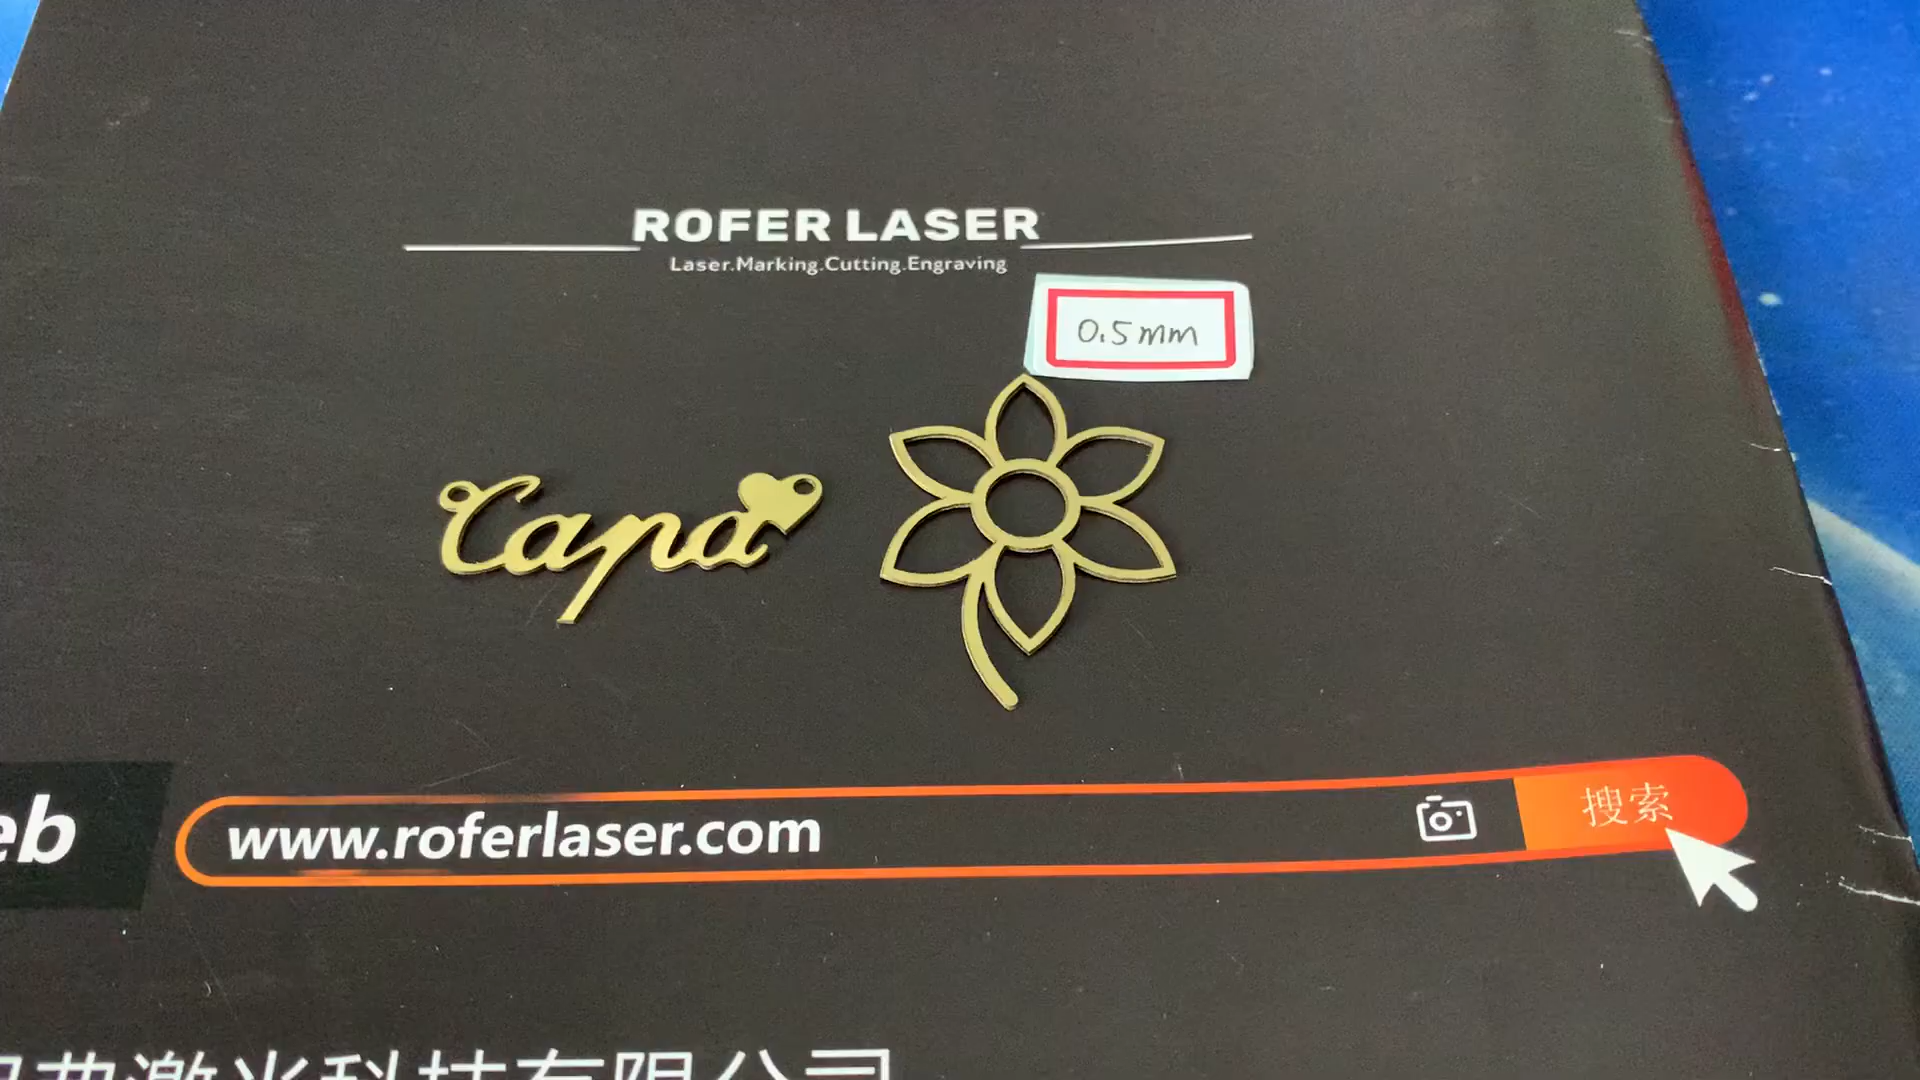 ROFER LASER
Laser.Marking.Cutting.Engraving
0.5mm
Capa
eb
www.roferlaser.com
搜索
典激光科技有限公司